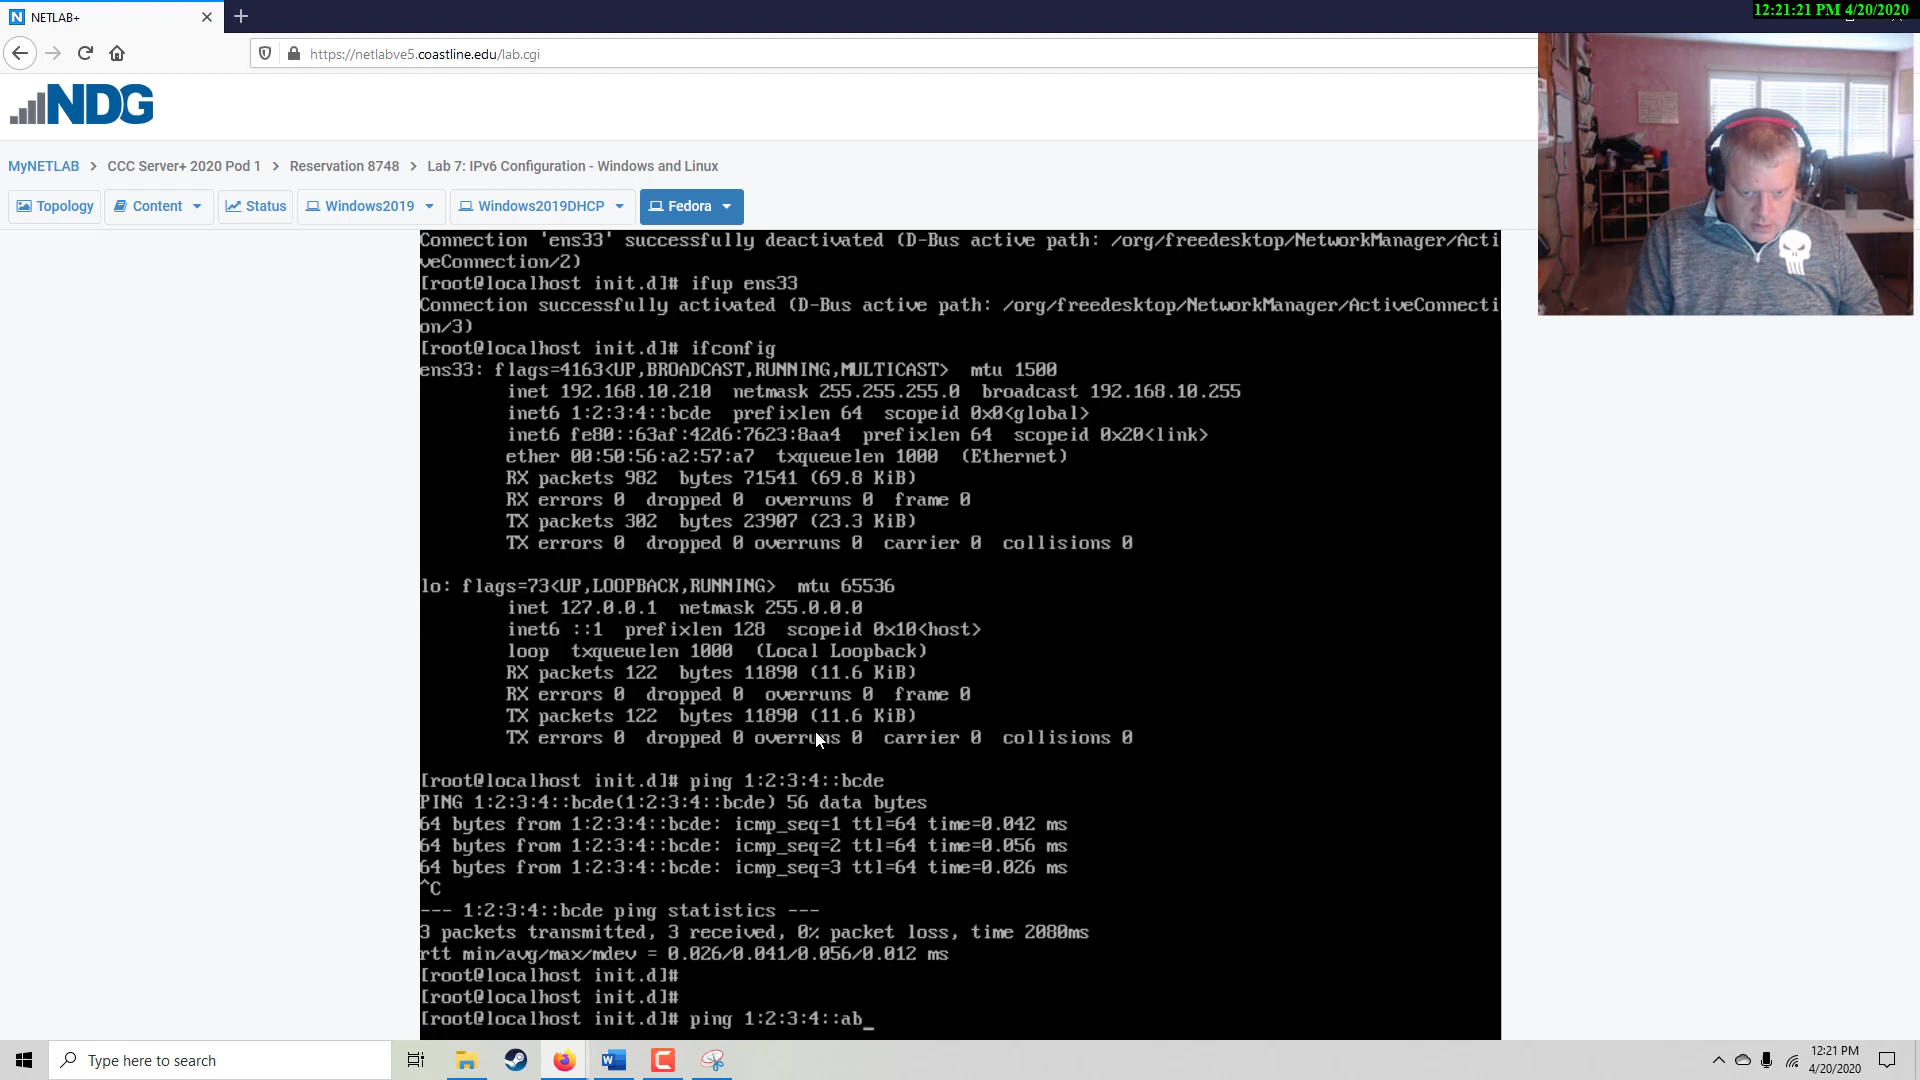 NETLAB+
12:21:21 PM 4/20/2020
https://netlabve5.coastline.edu/lab.cgi
NDG
MyNETLAB > CCC Server+ 2020 Pod 1 > Reservation 8748 > Lab 7: IPv6 Configuration - Windows and Linux
Topology Content Status Windows2019 Windows2019DHCP Fedora
Connection 'ens33' successfully deactivated (D-Bus active path: /org/freedesktop/NetworkManager/Acti
veConnection/2)
[root@localhost init.d]# ifup ens33
Connection successfully activated (D-Bus active path: /org/freedesktop/NetworkManager/ActiveConnecti
on/3)
[root@localhost init.d]# ifconfig
ens33: flags=4163<UP,BROADCAST,RUNNING,MULTICAST>  mtu 1500
inet 192.168.10.210  netmask 255.255.255.0  broadcast 192.168.10.255
inet6 1:2:3:4::bcde  prefixlen 64  scopeid 0x0<global>
inet6 fe80::63af:42d6:7623:8aa4  prefixlen 64  scopeid 0x20<link>
ether 00:50:56:a2:57:a7  txqueuelen 1000  (Ethernet)
RX packets 982  bytes 71541 (69.8 KiB)
RX errors 0  dropped 0  overruns 0  frame 0
TX packets 302  bytes 23907 (23.3 KiB)
TX errors 0  dropped 0 overruns 0  carrier 0  collisions 0
lo: flags=73<UP,LOOPBACK,RUNNING>  mtu 65536
inet 127.0.0.1  netmask 255.0.0.0
inet6 ::1  prefixlen 128  scopeid 0x10<host>
loop  txqueuelen 1000  (Local Loopback)
RX packets 122  bytes 11890 (11.6 KiB)
RX errors 0  dropped 0  overruns 0  frame 0
TX packets 122  bytes 11890 (11.6 KiB)
TX errors 0  dropped 0 overruns 0  carrier 0  collisions 0
[root@localhost init.d]# ping 1:2:3:4::bcde
PING 1:2:3:4::bcde(1:2:3:4::bcde) 56 data bytes
64 bytes from 1:2:3:4::bcde: icmp_seq=1 ttl=64 time=0.042 ms
64 bytes from 1:2:3:4::bcde: icmp_seq=2 ttl=64 time=0.056 ms
64 bytes from 1:2:3:4::bcde: icmp_seq=3 ttl=64 time=0.026 ms
^C
--- 1:2:3:4::bcde ping statistics ---
3 packets transmitted, 3 received, 0% packet loss, time 2080ms
rtt min/avg/max/mdev = 0.026/0.041/0.056/0.012 ms
[root@localhost init.d]#
[root@localhost init.d]#
[root@localhost init.d]# ping 1:2:3:4::ab_
Type here to search
12:21 PM
4/20/2020